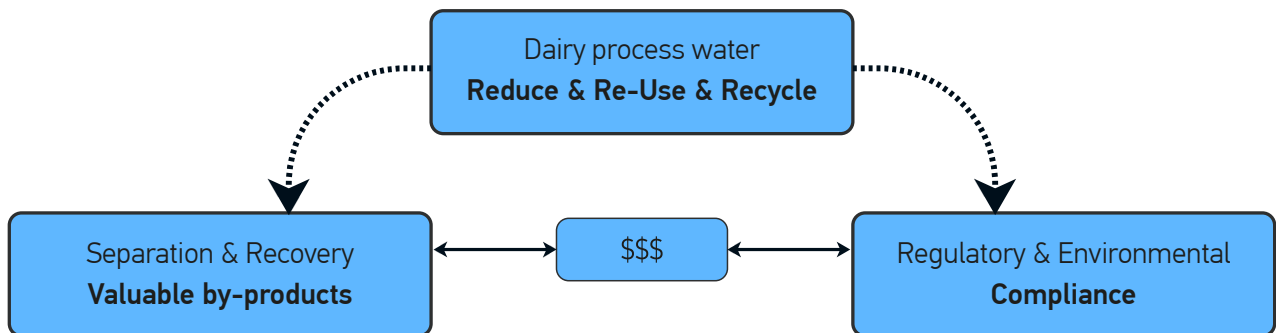 Dairy process water
Reduce & Re-Use & Recycle
Separation & Recovery
Valuable by-products
$$$
Regulatory & Environmental
Compliance